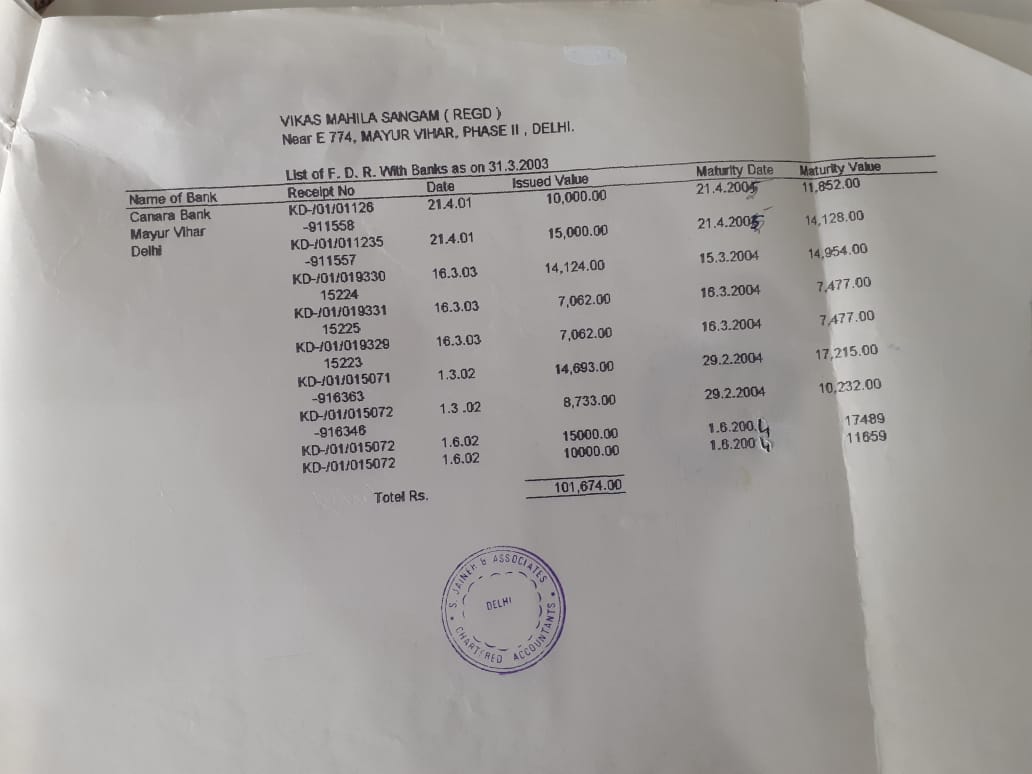 VIKAS MAHILA SANGAM ( REGD )
Near E 774, MAYUR VIHAR, PHASE II , DELHI.
List of F. D. R. With Banks as on 31.3.2003
Name of Bank Receipt No Date Issued Value Maturity Date Maturity Value
Canara Bank KD-/01/01126 21.4.01 10,000.00 21.4.2005 11,852.00
Mayur Vihar -911558
Delhi KD-/01/011235 21.4.01 15,000.00 21.4.2005 14,128.00
-911557
KD-/01/019330 16.3.03 14,124.00 15.3.2004 14,954.00
15224
KD-/01/019331 16.3.03 7,062.00 16.3.2004 7,477.00
15225
KD-/01/019329 16.3.03 7,062.00 16.3.2004 7,477.00
15223
KD-/01/015071 1.3.02 14,693.00 29.2.2004 17,215.00
-916363
KD-/01/015072 1.3 .02 8,733.00 29.2.2004 10,232.00
-916346
KD-/01/015072 1.6.02 15000.00 1.6.2004 17489
KD-/01/015072 1.6.02 10000.00 1.6.2004 11659
Totel Rs. 101,674.00
S. JAINEK & ASSOCIATES
DELHI
CHARTERED ACCOUNTANTS